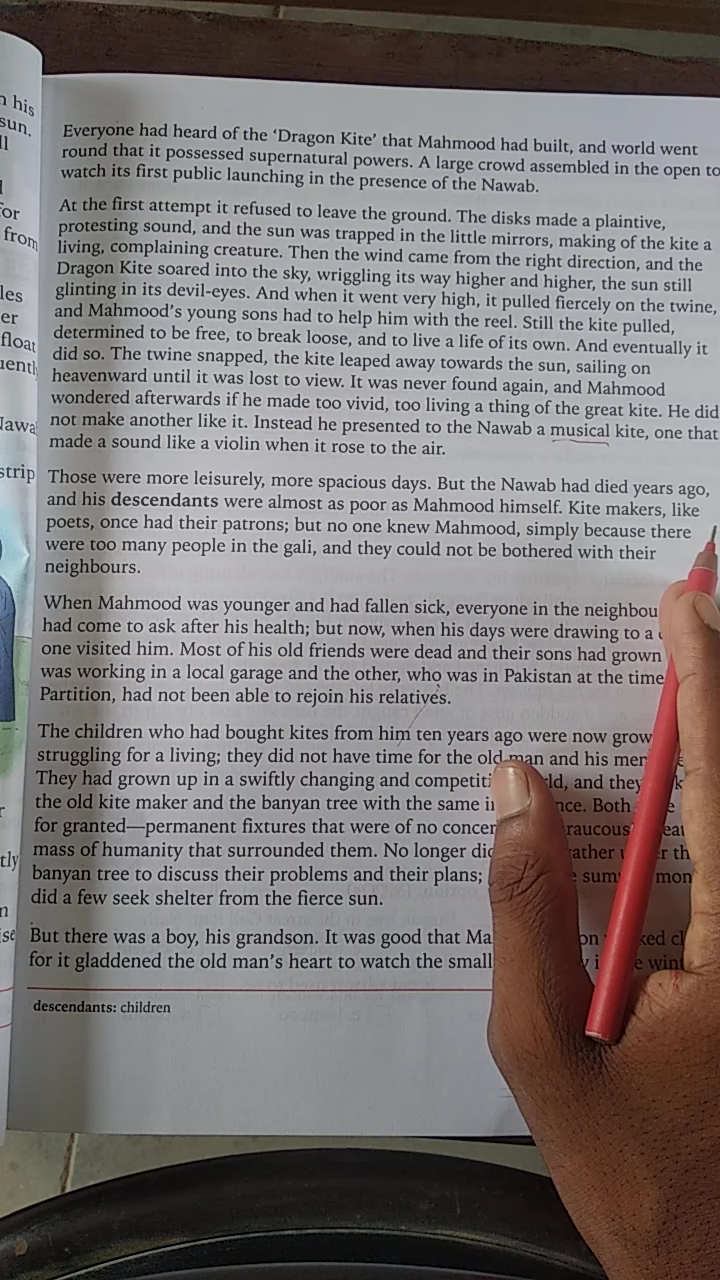 n his
sun.
ll
for
from
les
er
float
strip
tly
n
Everyone had heard of the ‘Dragon Kite’ that Mahmood had built, and world went
round that it possessed supernatural powers. A large crowd assembled in the open to
watch its first public launching in the presence of the Nawab.
At the first attempt it refused to leave the ground. The disks made a plaintive,
protesting sound, and the sun was trapped in the little mirrors, making of the kite a
living, complaining creature. Then the wind came from the right direction, and the
Dragon Kite soared into the sky, wriggling its way higher and higher, the sun still
glinting in its devil-eyes. And when it went very high, it pulled fiercely on the twine,
and Mahmood’s young sons had to help him with the reel. Still the kite pulled,
determined to be free, to break loose, and to live a life of its own. And eventually it
did so. The twine snapped, the kite leaped away towards the sun, sailing on
heavenward until it was lost to view. It was never found again, and Mahmood
wondered afterwards if he made too vivid, too living a thing of the great kite. He did
not make another like it. Instead he presented to the Nawab a musical kite, one that
made a sound like a violin when it rose to the air.
Those were more leisurely, more spacious days. But the Nawab had died years ago,
and his descendants were almost as poor as Mahmood himself. Kite makers, like
poets, once had their patrons; but no one knew Mahmood, simply because there
were too many people in the gali, and they could not be bothered with their
neighbours.
When Mahmood was younger and had fallen sick, everyone in the neighbou
had come to ask after his health; but now, when his days were drawing to a
one visited him. Most of his old friends were dead and their sons had grown
was working in a local garage and the other, who was in Pakistan at the time
Partition, had not been able to rejoin his relatives.
The children who had bought kites from him ten years ago were now grow
struggling for a living; they did not have time for the old man and his mem
They had grown up in a swiftly changing and competiti ld, and they
the old kite maker and the banyan tree with the same in nce. Both
for granted—permanent fixtures that were of no concer raucous
mass of humanity that surrounded them. No longer did
banyan tree to discuss their problems and their plans; summ mon
did a few seek shelter from the fierce sun.
But there was a boy, his grandson. It was good that Ma on ked cl
for it gladdened the old man’s heart to watch the small wint
descendants: children